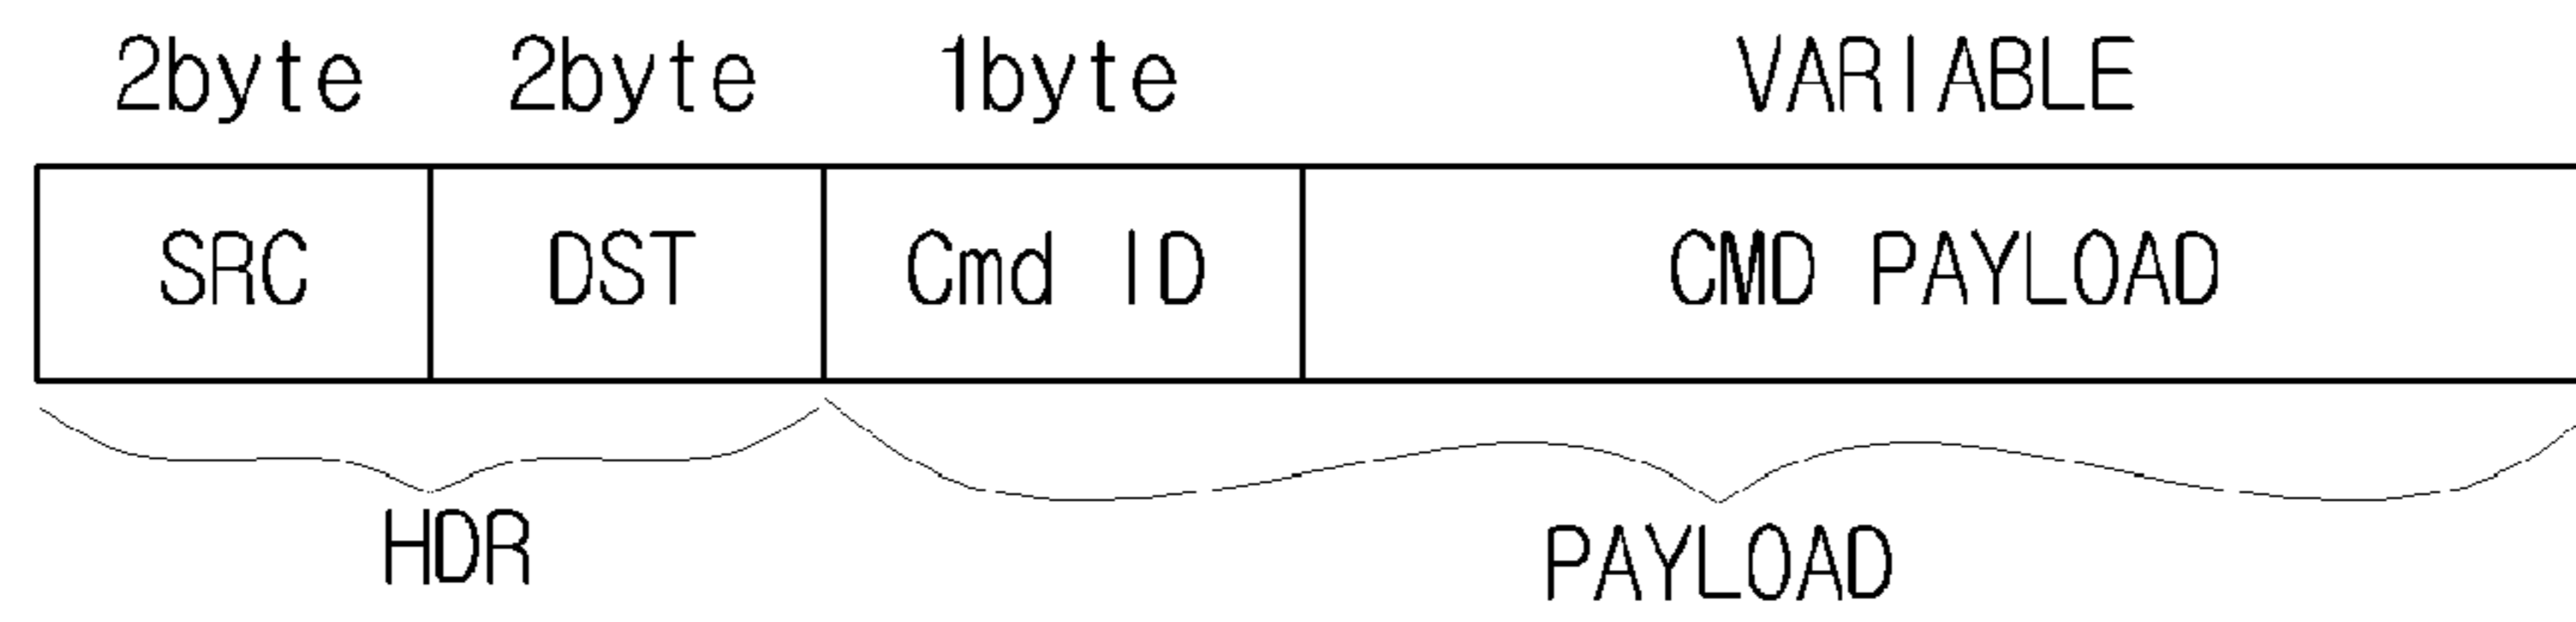 2byte 2byte 1byte VARIABLE
SRC DST Cmd ID CMD PAYLOAD
HDR
PAYLOAD